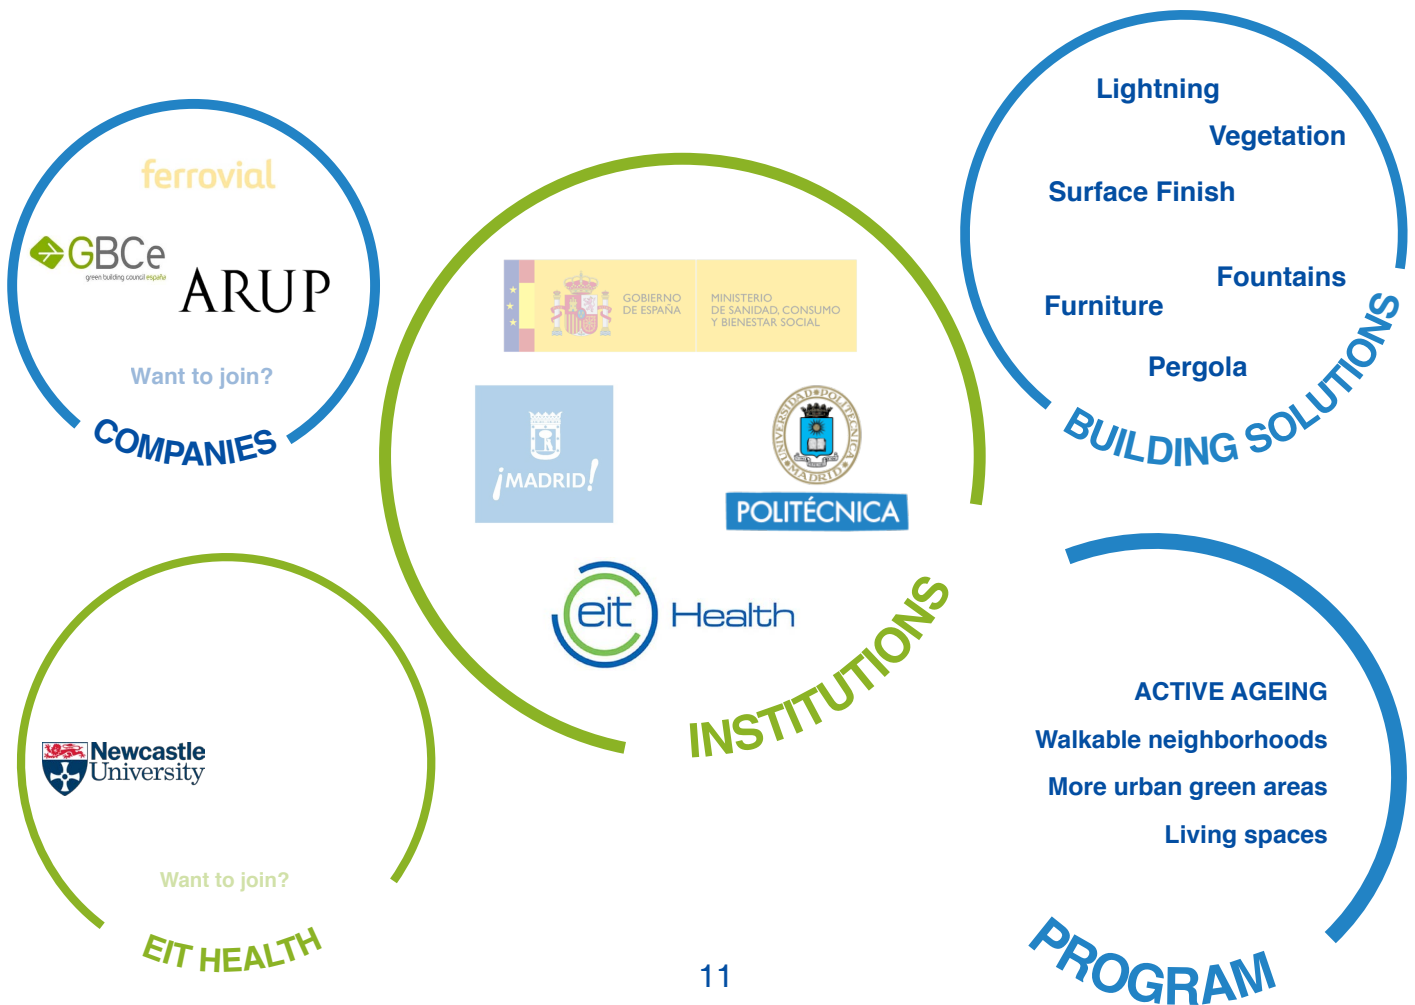 ferrovial
GBCe
green building council españa
ARUP
Want to join?
COMPANIES
GOBIERNO
DE ESPAÑA
MINISTERIO
DE SANIDAD, CONSUMO
Y BIENESTAR SOCIAL
¡MADRID!
UNIVERSIDAD POLITÉCNICA
MADRID
POLITÉCNICA
eit Health
INSTITUTIONS
Lightning
Vegetation
Surface Finish
Fountains
Furniture
Pergola
BUILDING SOLUTIONS
Newcastle
University
Want to join?
EIT HEALTH
ACTIVE AGEING
Walkable neighborhoods
More urban green areas
Living spaces
PROGRAM
11